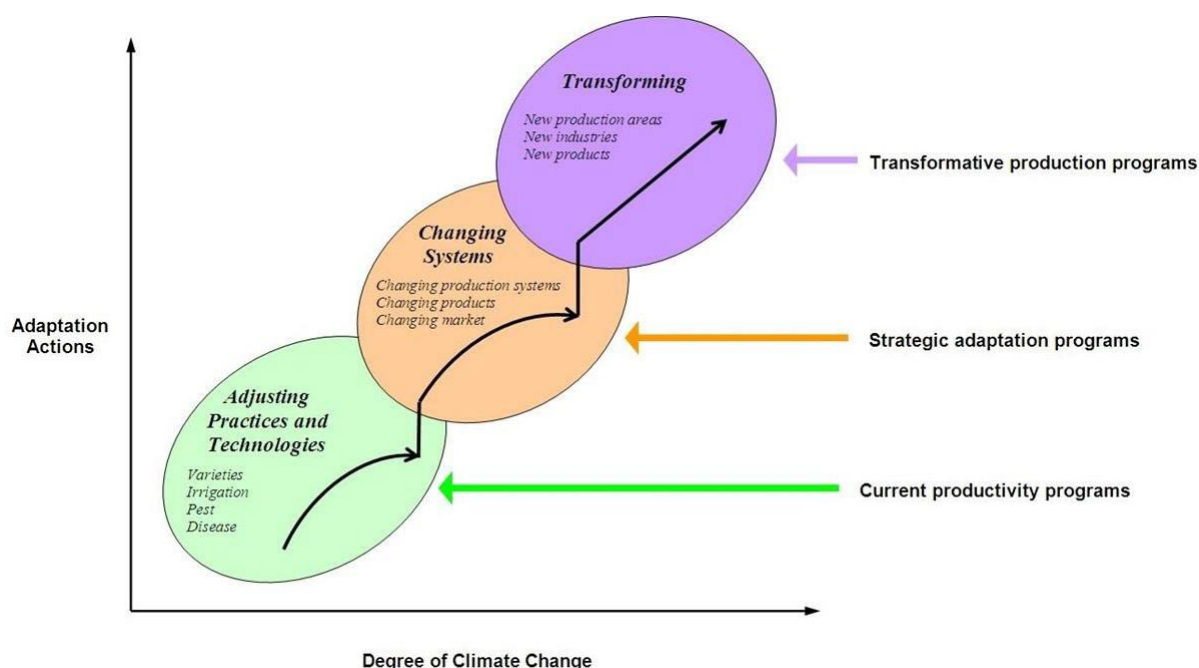 Transforming
New production areas
New industries
New products
Transformative production programs
Changing
Systems
Changing production systems
Changing products
Changing market
Adaptation
Actions
Strategic adaptation programs
Adjusting
Practices and
Technologies
Varieties
Irrigation
Pest
Disease
Current productivity programs
Degree of Climate Change